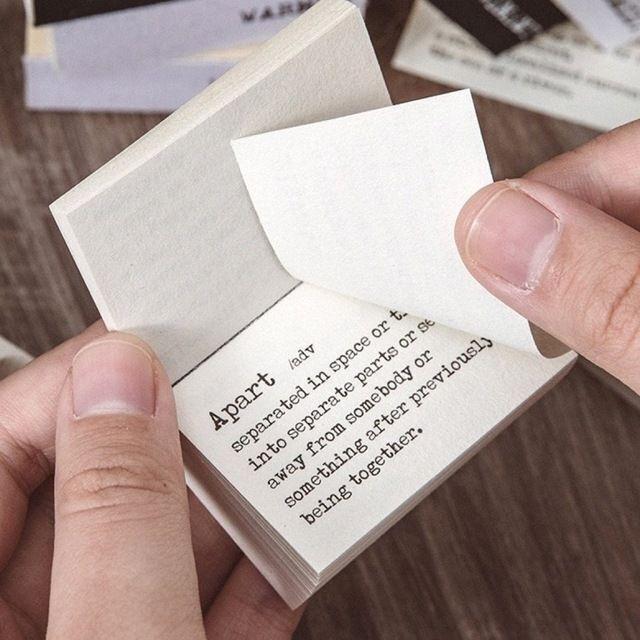 WARM
Apart /adv
separated in space or
into separate parts or
away from somebody or
something after previously
being together.